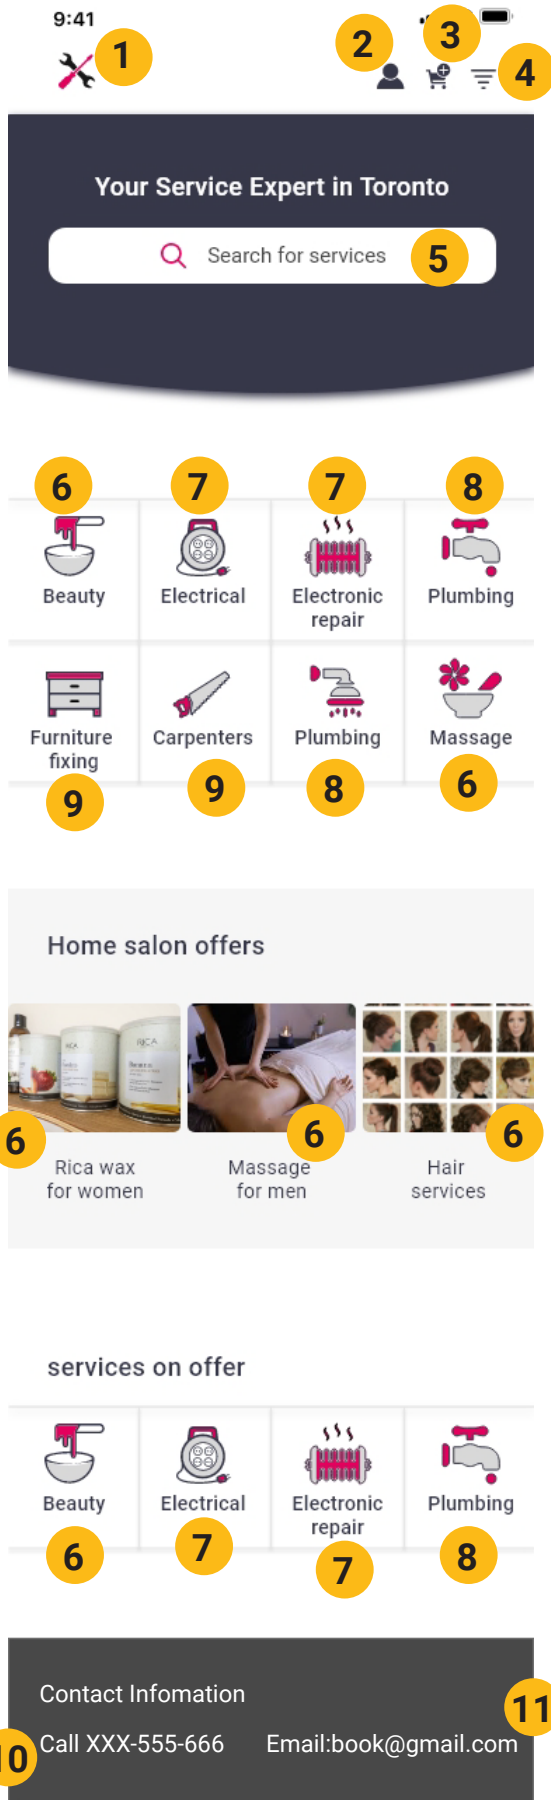 9:41
1
2
3
4
Your Service Expert in Toronto
Search for services
5
6
7
7
8
Beauty
Electrical
Electronic
repair
Plumbing
Furniture
fixing
Carpenters
Plumbing
Massage
9
9
8
6
Home salon offers
RICA
RICA
6
6
6
Rica wax
for women
Massage
for men
Hair
services
services on offer
Beauty
Electrical
Electronic
repair
Plumbing
6
7
7
8
Contact Infomation
11
10
Call XXX-555-666
Email:book@gmail.com